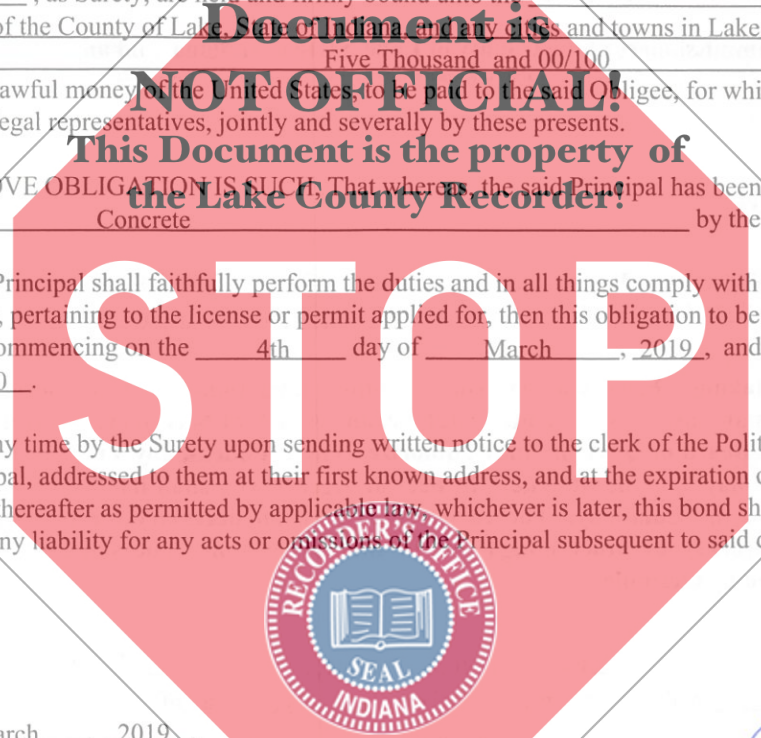 , as Surety, are held and firmly bound unto the
of the County of Lake, State of Indiana, and any cities and towns in Lake
Document is
Five Thousand and 00/100
NOT OFFICIAL!
awful money of the United States, to be paid to the said Obligee, for whi
egal representatives, jointly and severally by these presents.
This Document is the property of
OVE OBLIGATION IS SUCH, That whereas, the said Principal has been
the Lake County Recorder!
Concrete by the
Principal shall faithfully perform the duties and in all things comply with
, pertaining to the license or permit applied for, then this obligation to be
ommencing on the 4th day of March , 2019 , and
0 .
STOP
ny time by the Surety upon sending written notice to the clerk of the Polit
pal, addressed to them at their first known address, and at the expiration o
thereafter as permitted by applicable law, whichever is later, this bond sh
ny liability for any acts or omissions of the Principal subsequent to said
RECORDER'S OFFICE
SEAL
INDIANA
arch 2019